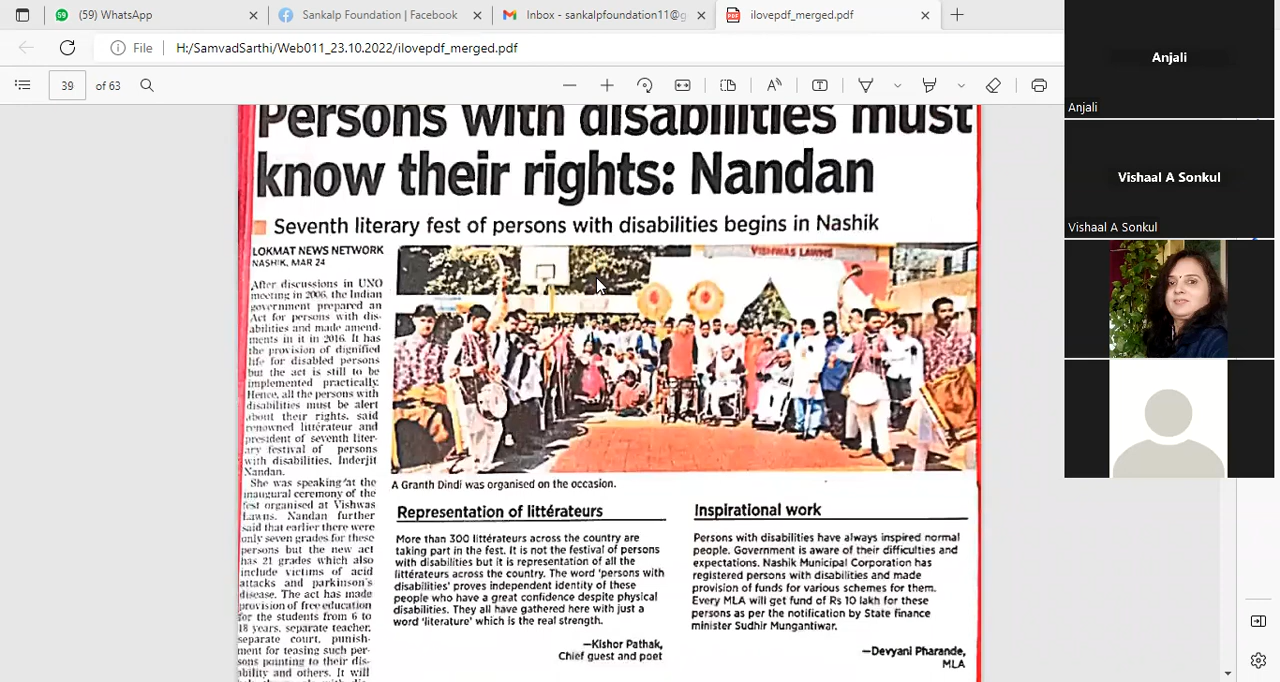 (59) WhatsApp
Sankalp Foundation | Facebook
Inbox - sankalpfoundation11@g
ilovepdf_merged.pdf
File
H:/SamvadSarthi/Web011_23.10.2022/ilovepdf_merged.pdf
39
of 63
Persons with disabilities must
know their rights: Nandan
Seventh literary fest of persons with disabilities begins in Nashik
LOKMAT NEWS NETWORK
NASHIK, MAR 24
After discussions in UNO
meeting in 2006, the Indian
government prepared an
Act for persons with dis-
abilities and made amend-
ments in it in 2016. It has
the provision of dignified
life for disabled persons
but the act is still to be
implemented practically.
Hence, all the persons with
disabilities must be alert
about their rights, said
renowned littérateur and
president of seventh liter-
ary festival of persons
with disabilities, Inderjit
Nandan.
She was speaking at the
inaugural ceremony of the
fest organised at Vishwas
Lawns. Nandan further
said that earlier there were
only seven grades for these
persons but the new act
has 21 grades which also
include victims of acid
attacks and parkinson's
disease. The act has made
provision of free education
for the students from 6 to
18 years, separate teacher,
separate court, punish-
ment for teasing such per-
sons pointing to their dis-
ability and others. It will
VISHWAS LAWNS
A Granth Dindi was organised on the occasion.
Representation of littérateurs
More than 300 littérateurs across the country are
taking part in the fest. It is not the festival of persons
with disabilities but it is representation of all the
littérateurs across the country. The word 'persons with
disabilities' proves independent identity of these
people who have a great confidence despite physical
disabilities. They all have gathered here with just a
word 'literature' which is the real strength.
—Kishor Pathak,
Chief guest and poet
Inspirational work
Persons with disabilities have always inspired normal
people. Government is aware of their difficulties and
expectations. Nashik Municipal Corporation has
registered persons with disabilities and made
provision of funds for various schemes for them.
Every MLA will get fund of Rs 10 lakh for these
persons as per the notification by State finance
minister Sudhir Mungantiwar.
—Devyani Pharande,
MLA
Anjali
Anjali
Vishaal A Sonkul
Vishaal A Sonkul